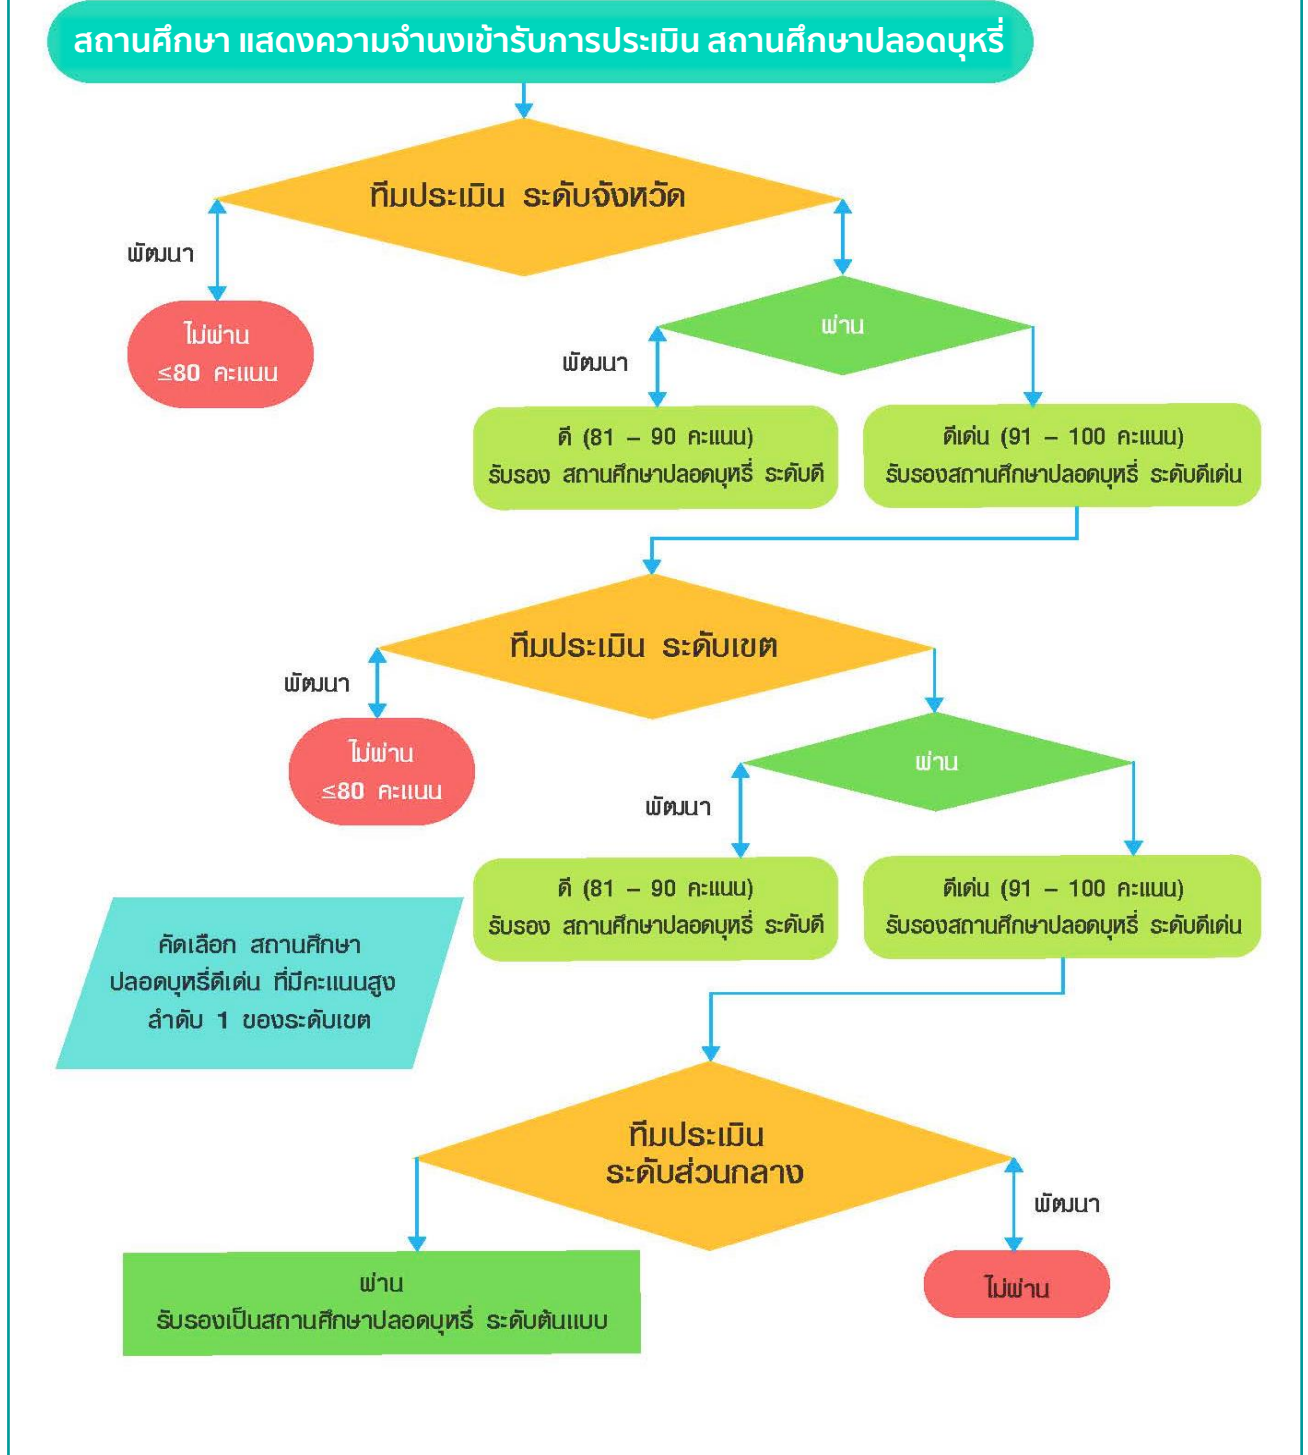 สถานศึกษา แสดงความจำนงเข้ารับการประเมิน สถานศึกษาปลอดบุหรี่
ทีมประเมิน ระดับจังหวัด
พัฒนา
ไม่ผ่าน
≤80 คะแนน
ผ่าน
พัฒนา
ดี (81 – 90 คะแนน)
รับรอง สถานศึกษาปลอดบุหรี่ ระดับดี
ดีเด่น (91 – 100 คะแนน)
รับรองสถานศึกษาปลอดบุหรี่ ระดับดีเด่น
ทีมประเมิน ระดับเขต
พัฒนา
ไม่ผ่าน
≤80 คะแนน
ผ่าน
พัฒนา
ดี (81 – 90 คะแนน)
รับรอง สถานศึกษาปลอดบุหรี่ ระดับดี
ดีเด่น (91 – 100 คะแนน)
รับรองสถานศึกษาปลอดบุหรี่ ระดับดีเด่น
คัดเลือก สถานศึกษา
ปลอดบุหรี่ดีเด่น ที่มีคะแนนสูง
ลำดับ 1 ของระดับเขต
ทีมประเมิน
ระดับส่วนกลาง
พัฒนา
ผ่าน
รับรองเป็นสถานศึกษาปลอดบุหรี่ ระดับต้นแบบ
ไม่ผ่าน